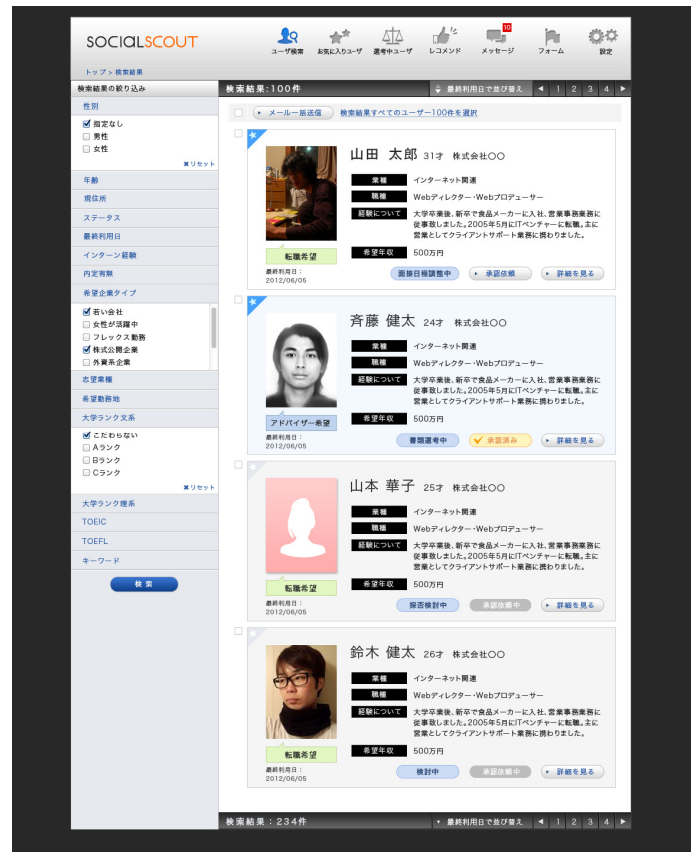 SOCIALSCOUT
10
ユーザ検索 お気に入りユーザ 選考中ユーザ レコメンド メッセージ フォーム 設定
トップ > 検索結果
検索結果の絞り込み
性別
指定なし
男性
女性
✖リセット
年齢
現住所
ステータス
最終利用日
インターン経験
内定有無
希望企業タイプ
若い会社
女性が活躍中
フレックス勤務
株式公開企業
外資系企業
志望業種
希望勤務地
大学ランク文系
こだわらない
Aランク
Bランク
Cランク
✖リセット
大学ランク理系
TOEIC
TOEFL
キーワード
検 索
検索結果:100件 最終利用日で並び替え ◀ 1 2 3 4 ▶
メール一括送信 検索結果すべてのユーザー100件を選択
山田 太郎 31才 株式会社○○
業種 インターネット関連
職種 Webディレクター・Webプロデューサー
経験について 大学卒業後、新卒で食品メーカーに入社、営業事務業務に
従事致しました。2005年5月にITベンチャーに転職。主に
営業としてクライアントサポート業務に携わりました。
希望年収 500万円
転職希望
最終利用日：
2012/06/05
面接日程調整中 承認依頼 詳細を見る
斉藤 健太 24才 株式会社○○
業種 インターネット関連
職種 Webディレクター・Webプロデューサー
経験について 大学卒業後、新卒で食品メーカーに入社、営業事務業務に
従事致しました。2005年5月にITベンチャーに転職。主に
営業としてクライアントサポート業務に携わりました。
希望年収 500万円
アドバイザー希望
最終利用日：
2012/06/05
書類選考中 承認済み 詳細を見る
山本 華子 25才 株式会社○○
業種 インターネット関連
職種 Webディレクター・Webプロデューサー
経験について 大学卒業後、新卒で食品メーカーに入社、営業事務業務に
従事致しました。2005年5月にITベンチャーに転職。主に
営業としてクライアントサポート業務に携わりました。
希望年収 500万円
転職希望
最終利用日：
2012/06/05
採否検討中 承認依頼中 詳細を見る
鈴木 健太 26才 株式会社○○
業種 インターネット関連
職種 Webディレクター・Webプロデューサー
経験について 大学卒業後、新卒で食品メーカーに入社、営業事務業務に
従事致しました。2005年5月にITベンチャーに転職。主に
営業としてクライアントサポート業務に携わりました。
希望年収 500万円
転職希望
最終利用日：
2012/06/05
検討中 承認依頼中 詳細を見る
検索結果：234件 最終利用日で並び替え ◀ 1 2 3 4 ▶